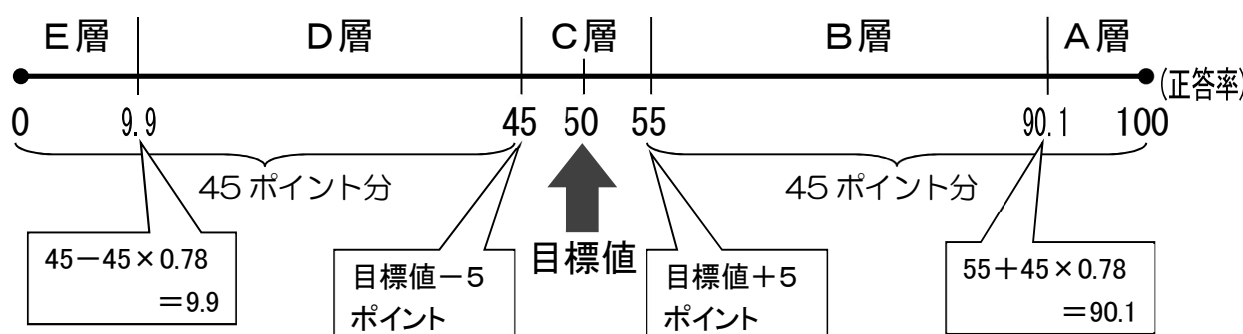 E層 D層 C層 B層 A層
(正答率)
0 9.9 45 50 55 90.1 100
45ポイント分 45ポイント分
目標値
45－45×0.78
＝9.9
目標値－5
ポイント
目標値＋5
ポイント
55＋45×0.78
＝90.1